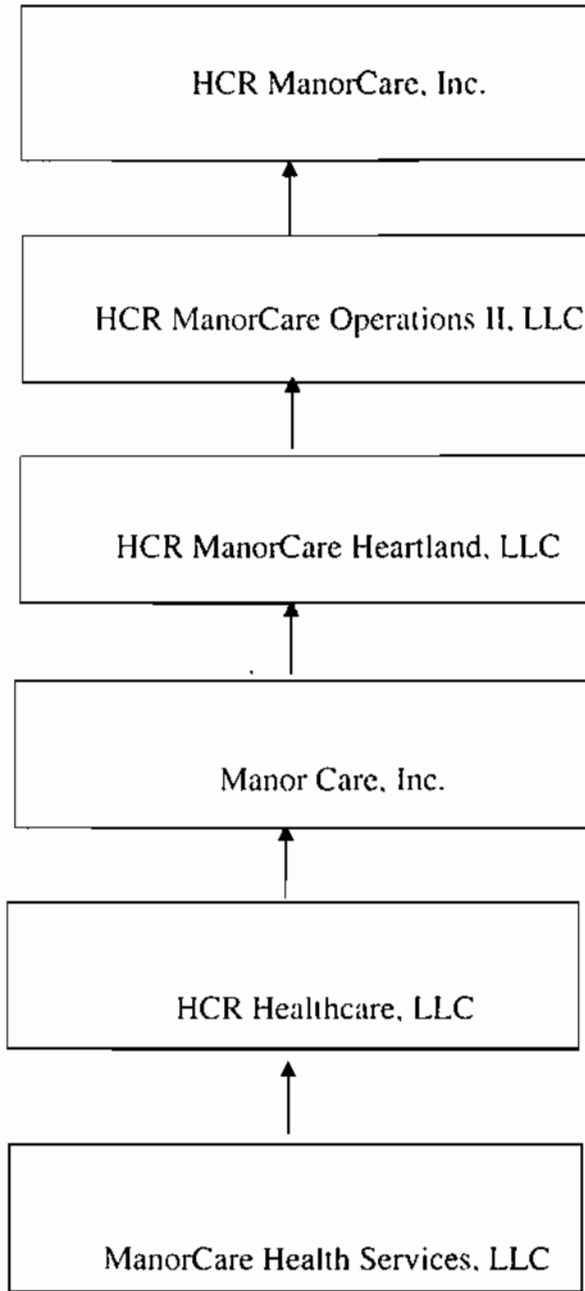 HCR ManorCare, Inc.
HCR ManorCare Operations II, LLC
HCR ManorCare Heartland, LLC
Manor Care, Inc.
HCR Healthcare, LLC
ManorCare Health Services, LLC